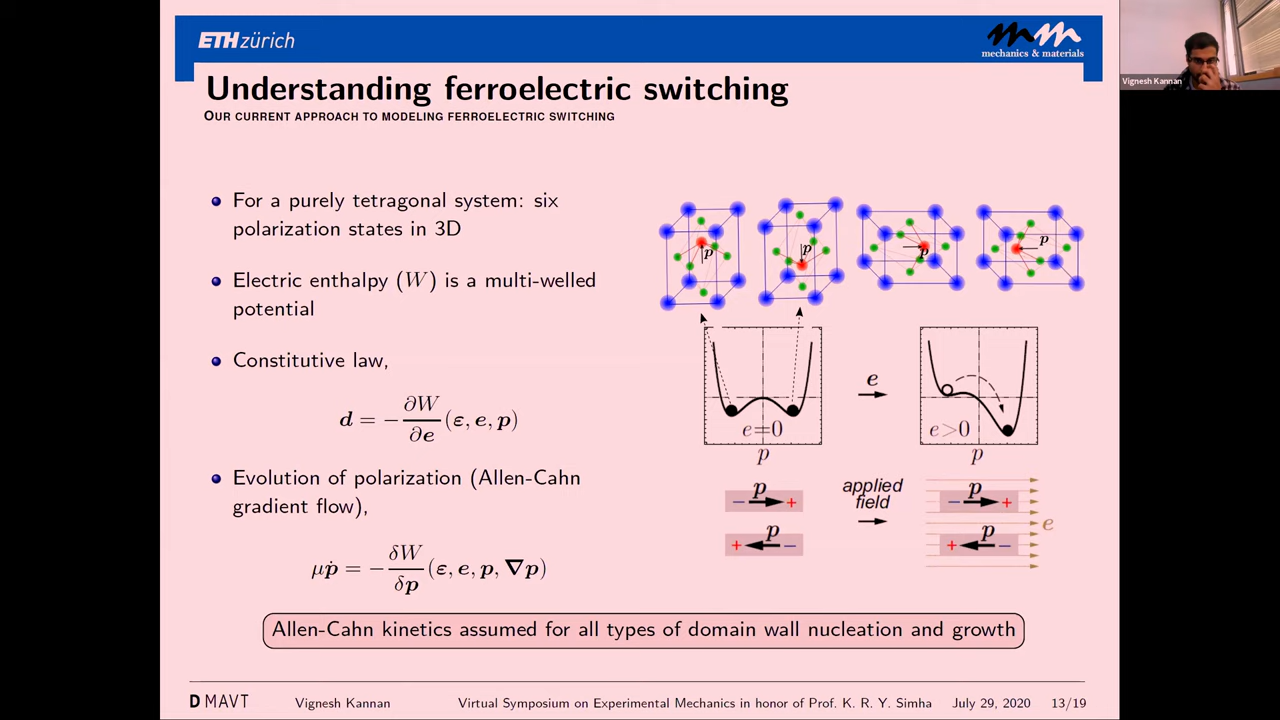 ETH zürich
mechanics & materials
Vignesh Kannan
Understanding ferroelectric switching
OUR CURRENT APPROACH TO MODELING FERROELECTRIC SWITCHING
For a purely tetragonal system: six
polarization states in 3D
Electric enthalpy (W) is a multi-welled
potential
Constitutive law,
d = −∂W/∂e (ε, e, p)
Evolution of polarization (Allen-Cahn
gradient flow),
μṗ = −δW/δp (ε, e, p, ∇p)
p p p p
e
e=0 e>0
p p
p applied p
− + field − +
p p e
+ − + −
Allen-Cahn kinetics assumed for all types of domain wall nucleation and growth
D MAVT Vignesh Kannan Virtual Symposium on Experimental Mechanics in honor of Prof. K. R. Y. Simha July 29, 2020 13/19